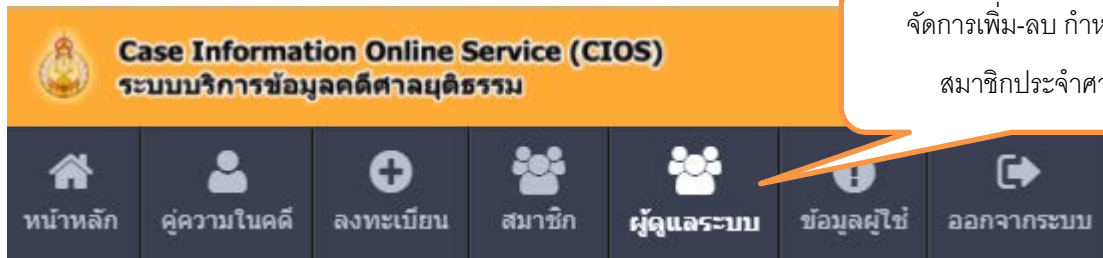 จัดการเพิ่ม-ลบ
Case Information Online Service (CIOS)
สมาชิกประจำ
ระบบบริการข้อมูลคดีศาลยุติธรรม
หน้าหลัก คู่ความในคดี ลงทะเบียน สมาชิก ผู้ดูแลระบบ ข้อมูลผู้ใช้ ออกจากระบบ